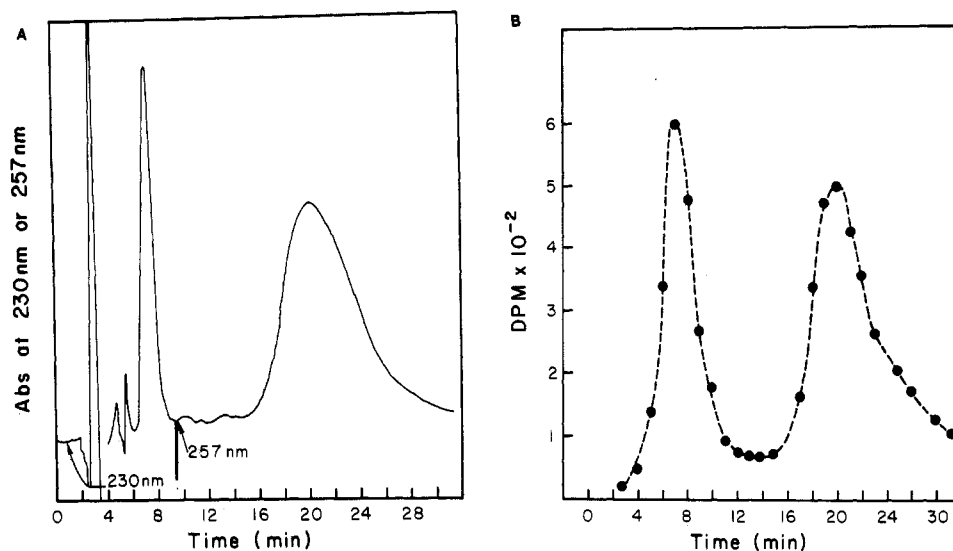 A
Abs at 230nm or 257nm
230nm
257nm
0 4 8 12 16 20 24 28
Time (min)
B
DPM x 10⁻²
6
5
4
3
2
1
0 4 8 12 16 20 24 30
Time (min)